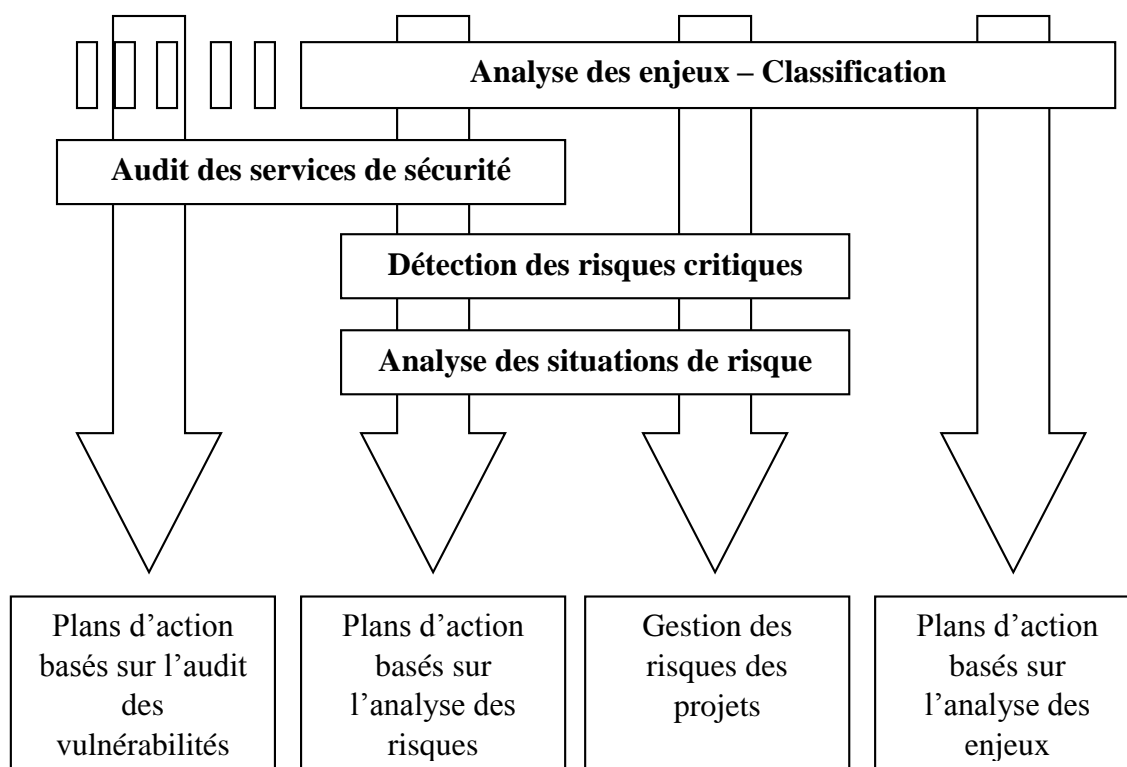 Analyse des enjeux – Classification
Audit des services de sécurité
Détection des risques critiques
Analyse des situations de risque
Plans d’action
basés sur l’audit
des
vulnérabilités
Plans d’action
basés sur
l’analyse des
risques
Gestion des
risques des
projets
Plans d’action
basés sur
l’analyse des
enjeux